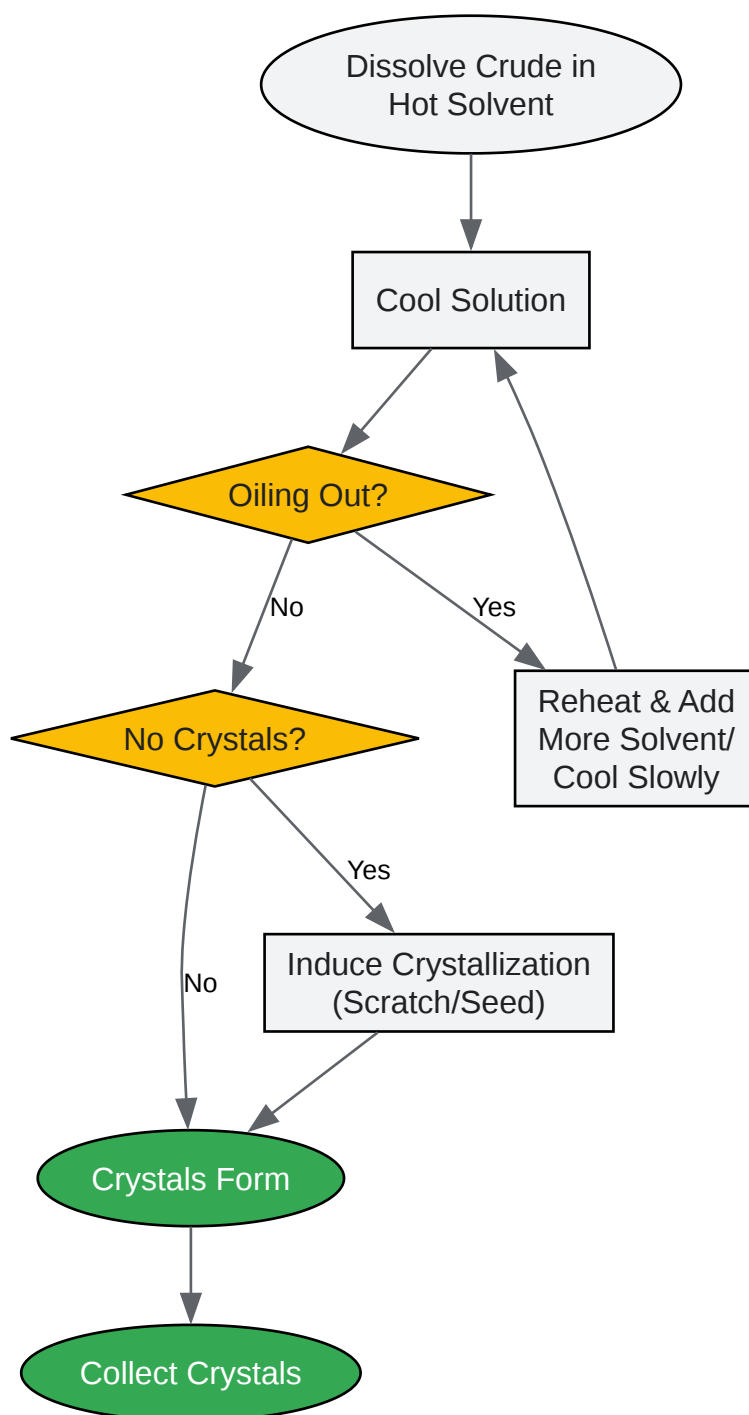 Dissolve Crude in
Hot Solvent
Cool Solution
Oiling Out?
No
Yes
Reheat & Add
More Solvent/
Cool Slowly
No Crystals?
Yes
Induce Crystallization
(Scratch/Seed)
No
Crystals Form
Collect Crystals